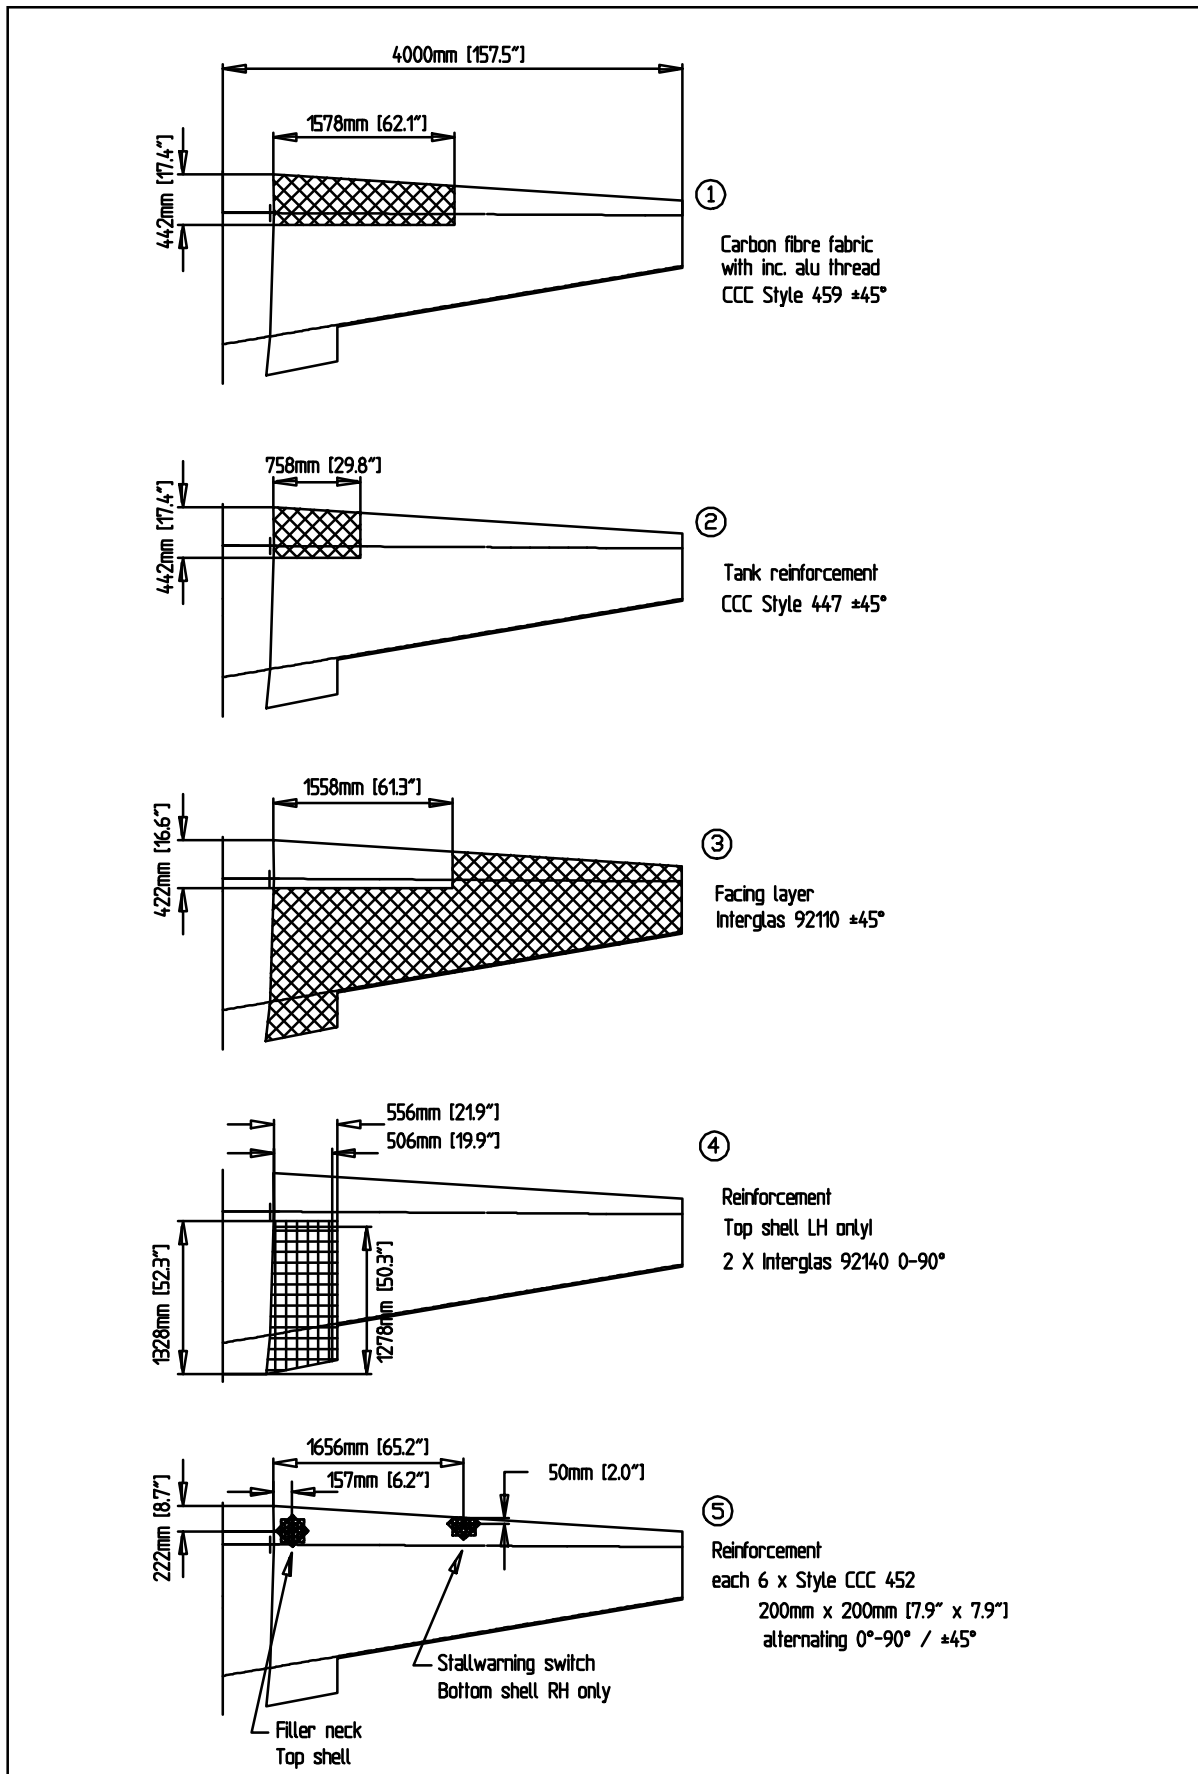 4000mm [157.5"]
1578mm [62.1"]
442mm [17.4"]
1
Carbon fibre fabric
with inc. alu thread
CCC Style 459 ±45°
758mm [29.8"]
442mm [17.4"]
2
Tank reinforcement
CCC Style 447 ±45°
1558mm [61.3"]
422mm [16.6"]
3
Facing layer
Interglas 92110 ±45°
556mm [21.9"]
506mm [19.9"]
1328mm [52.3"]
1278mm [50.3"]
4
Reinforcement
Top shell LH only!
2 X Interglas 92140 0-90°
1656mm [65.2"]
157mm [6.2"]
50mm [2.0"]
222mm [8.7"]
5
Reinforcement
each 6 x Style CCC 452
200mm x 200mm [7.9" x 7.9"]
alternating 0°-90° / ±45°
Stallwarning switch
Bottom shell RH only
Filler neck
Top shell